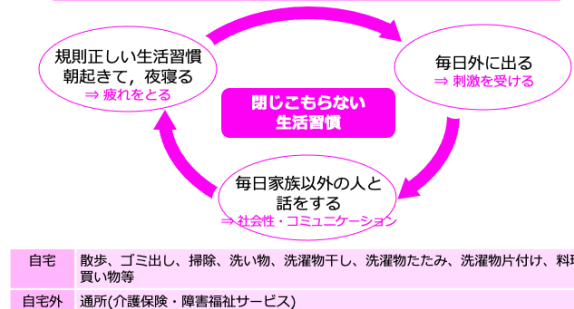 規則正しい生活習慣
朝起きて，夜寝る
⇒ 疲れをとる
毎日外に出る
⇒ 刺激を受ける
閉じこもらない
生活習慣
毎日家族以外の人と
話をする
⇒ 社会性・コミュニケーション
自宅 散歩、ゴミ出し、掃除、洗い物、洗濯物干し、洗濯物たたみ、洗濯物片付け、料理
買い物等
自宅外 通所(介護保険・障害福祉サービス)